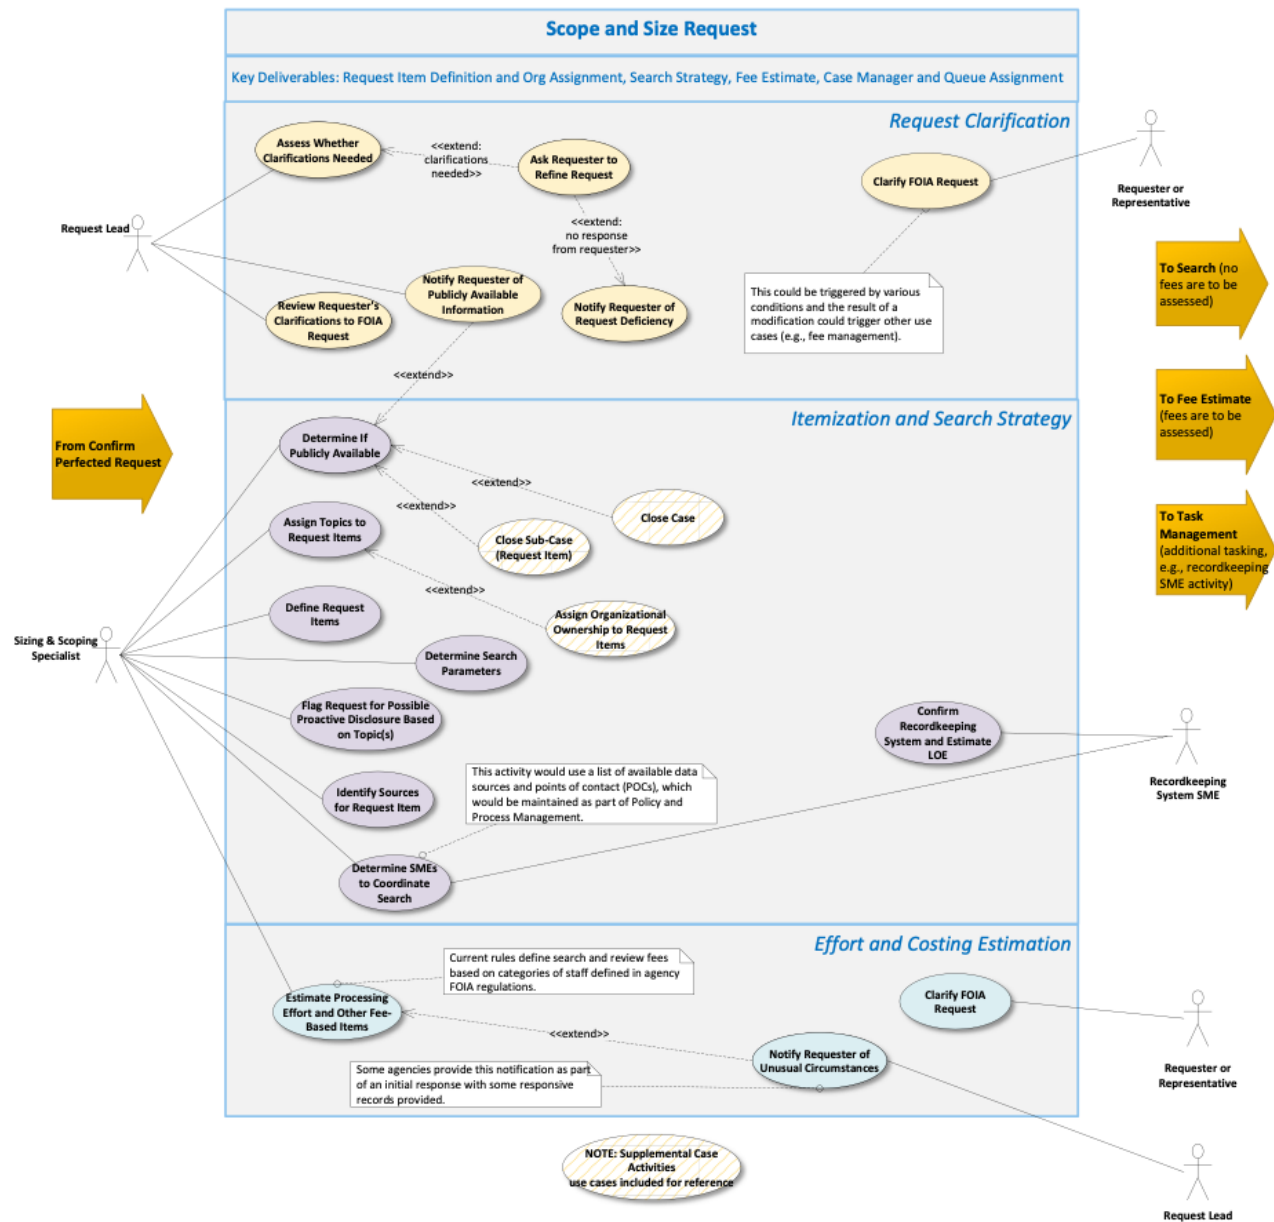 Scope and Size Request
Key Deliverables: Request Item Definition and Org Assignment, Search Strategy, Fee Estimate, Case Manager and Queue Assignment
Request Clarification
Assess Whether
Clarifications Needed
<<extend:
clarifications
needed>>
Ask Requester to
Refine Request
Clarify FOIA Request
Requester or
Representative
Request Lead
<<extend:
no response
from requester>>
Notify Requester of
Publicly Available
Information
Review Requester's
Clarifications to FOIA
Request
Notify Requester of
Request Deficiency
This could be triggered by various
conditions and the result of a
modification could trigger other use
cases (e.g., fee management).
To Search (no
fees are to be
assessed)
<<extend>>
To Fee Estimate
(fees are to be
assessed)
From Confirm
Perfected Request
Itemization and Search Strategy
Determine If
Publicly Available
<<extend>>
<<extend>>
Close Case
Assign Topics to
Request Items
Close Sub-Case
(Request Item)
To Task
Management
(additional tasking,
e.g., recordkeeping
SME activity)
<<extend>>
Define Request
Items
Assign Organizational
Ownership to Request
Items
Sizing & Scoping
Specialist
Determine Search
Parameters
Flag Request for Possible
Proactive Disclosure Based
on Topic(s)
Confirm
Recordkeeping
System and Estimate
LOE
Recordkeeping
System SME
This activity would use a list of available data
sources and points of contact (POCs), which
would be maintained as part of Policy and
Process Management.
Identify Sources
for Request Item
Determine SMEs
to Coordinate
Search
Effort and Costing Estimation
Current rules define search and review fees
based on categories of staff defined in agency
FOIA regulations.
Estimate Processing
Effort and Other Fee-
Based Items
Clarify FOIA
Request
<<extend>>
Notify Requester of
Unusual Circumstances
Some agencies provide this notification as part
of an initial response with some responsive
records provided.
Requester or
Representative
NOTE: Supplemental Case
Activities
use cases included for reference
Request Lead